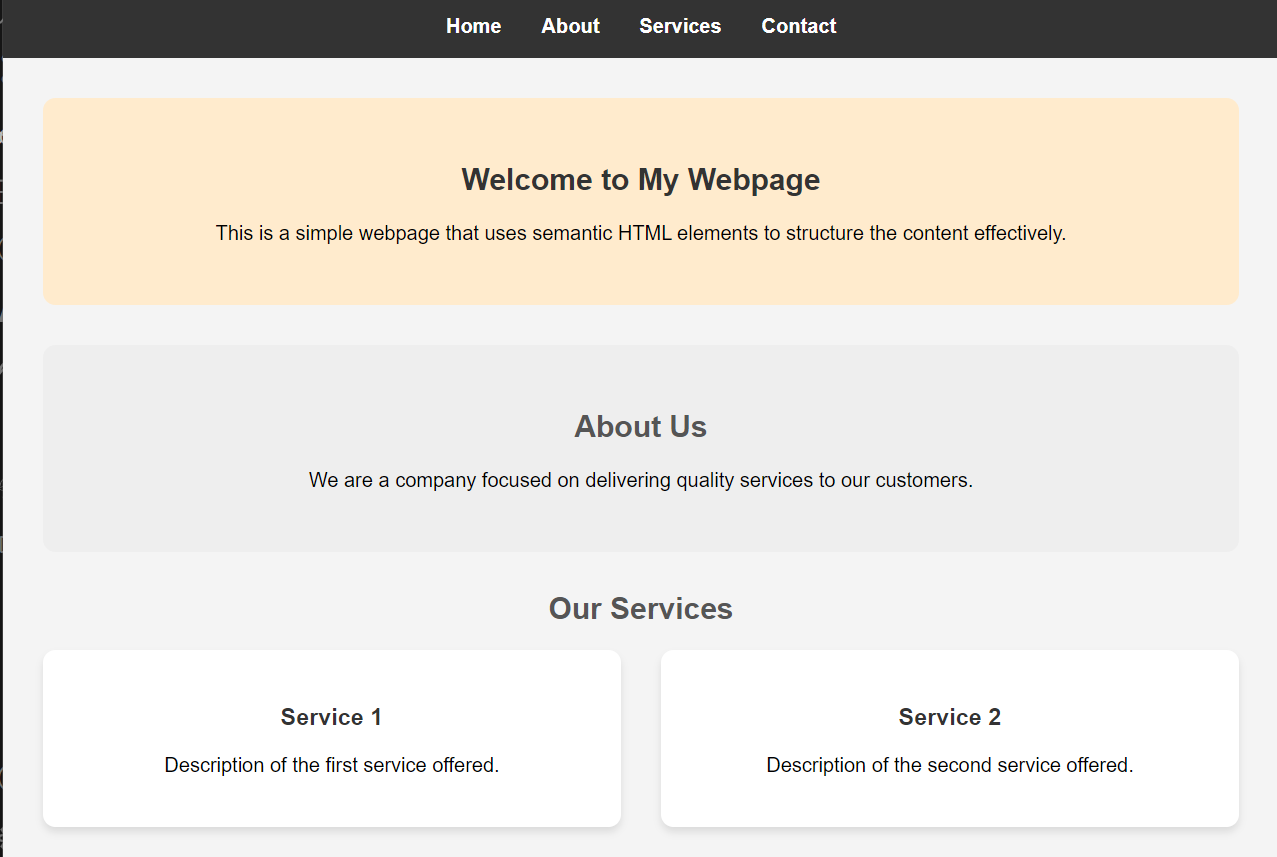 Home About Services Contact
Welcome to My Webpage
This is a simple webpage that uses semantic HTML elements to structure the content effectively.
About Us
We are a company focused on delivering quality services to our customers.
Our Services
Service 1
Description of the first service offered.
Service 2
Description of the second service offered.